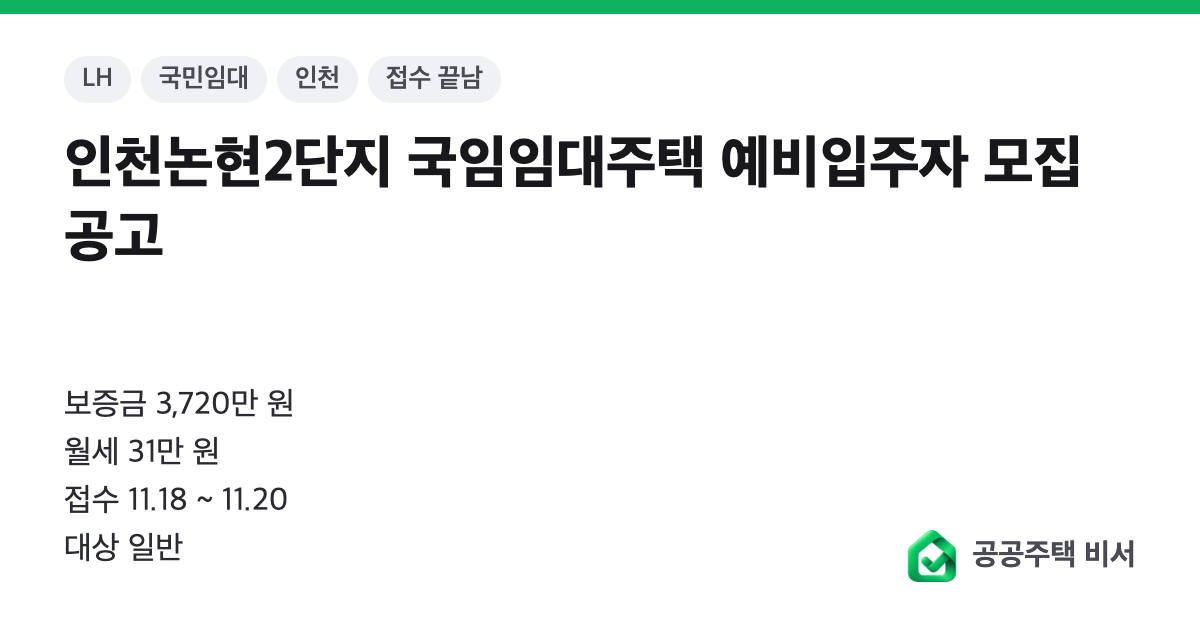 LH 국민임대 인천 접수 끝남
인천논현2단지 국임임대주택 예비입주자 모집
공고
보증금 3,720만 원
월세 31만 원
접수 11.18 ~ 11.20
대상 일반
공공주택 비서